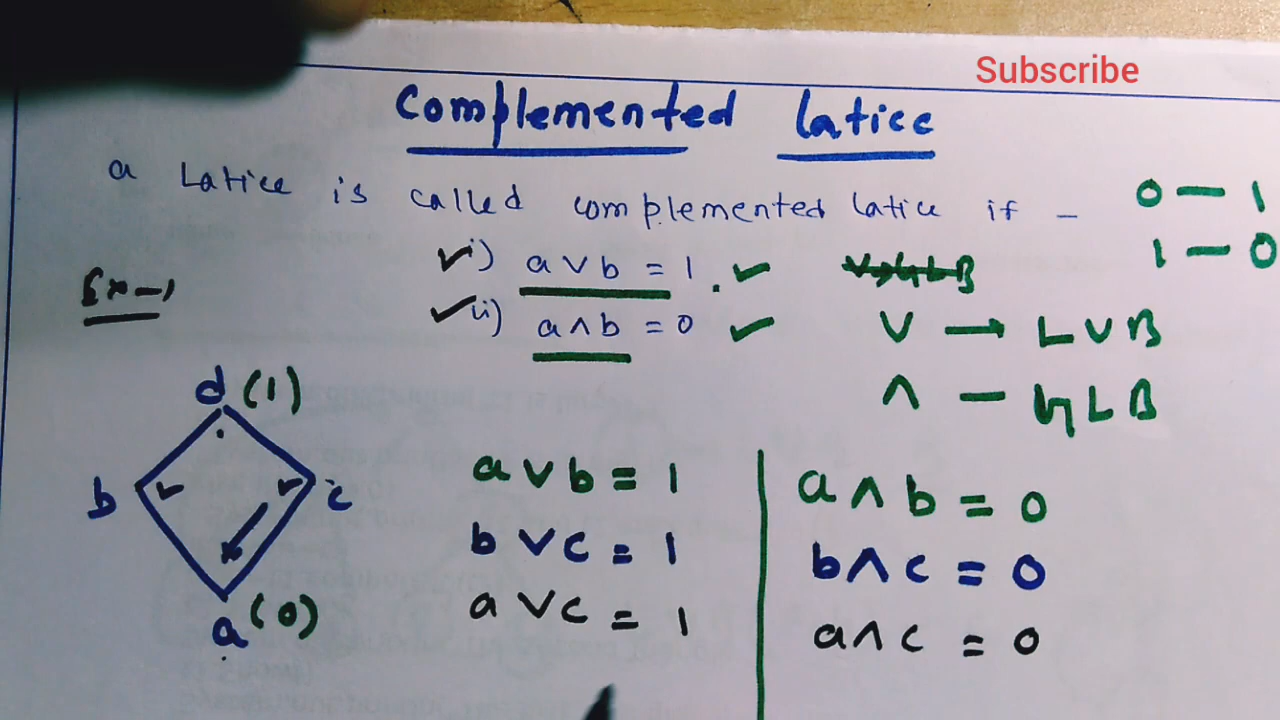 Subscribe
complemented latice
a Latice is called complemented latice if -
0 — 1
1 — 0
i) a ∨ b = 1
ii) a ∧ b = 0
Ex-1
∨ → LUB
∧ — GLB
d (1)
b
c
a (0)
a ∨ b = 1
b ∨ c = 1
a ∨ c = 1
a ∧ b = 0
b ∧ c = 0
a ∧ c = 0